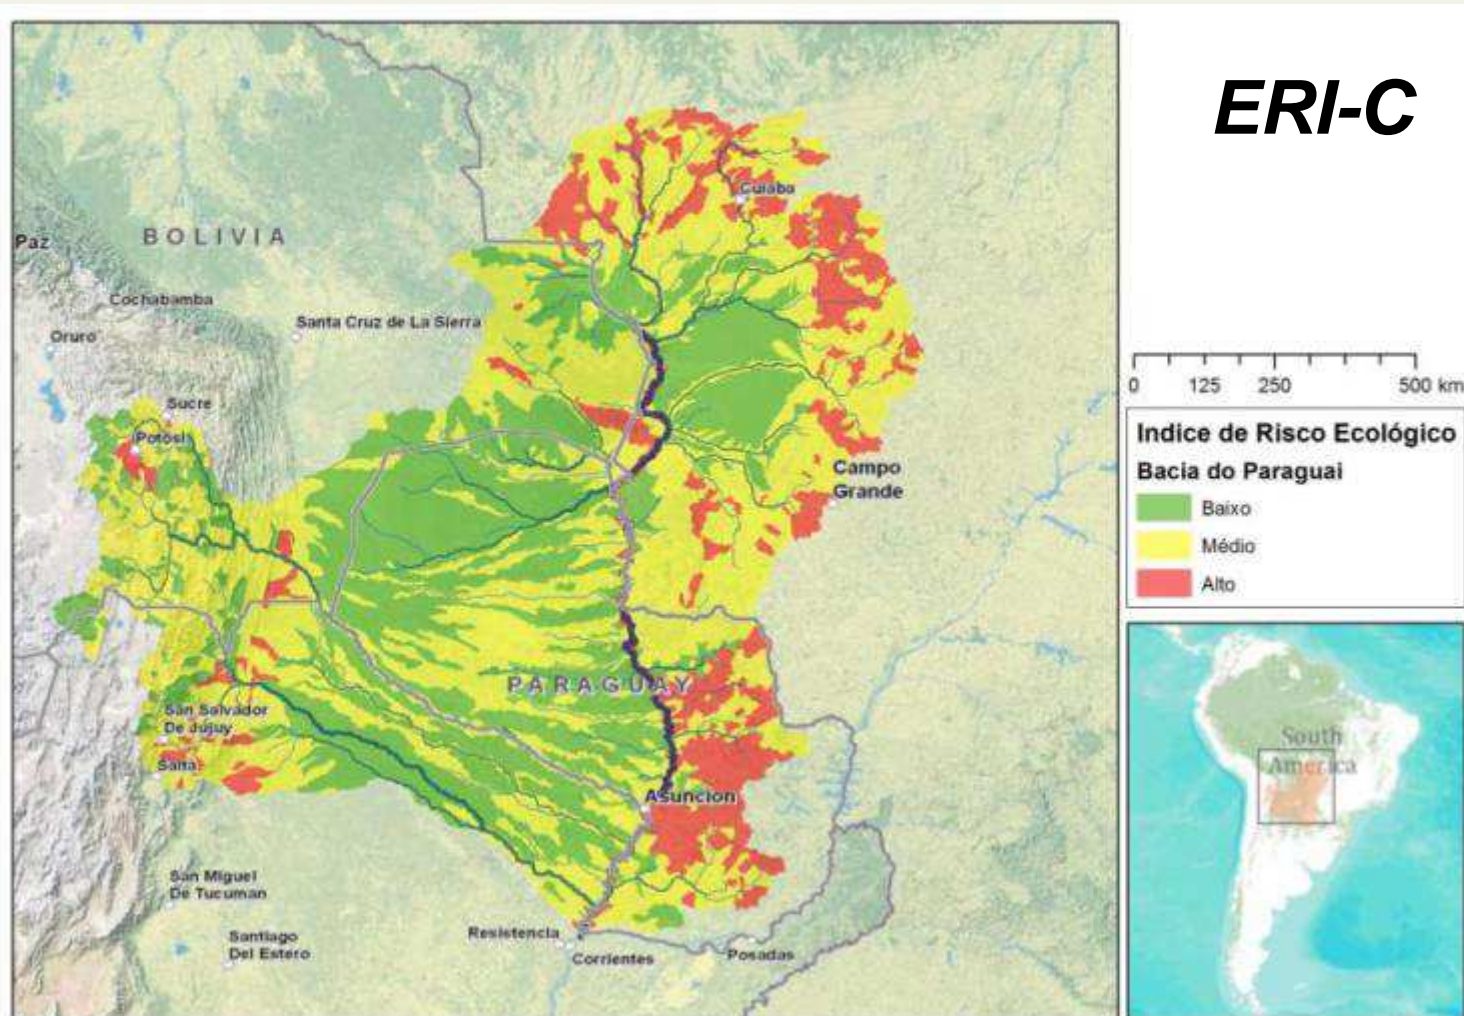 ERI-C
Cuiaba
BOLIVIA
Paz
Cochabamba
Santa Cruz de La Sierra
Oruro
Sucre
Potosi
Campo
Grande
PARAGUAY
San Salvador
De Jujuy
Salta
Asuncion
San Miguel
De Tucuman
Santiago
Del Estero
Resistencia
Corrientes
Posadas
0 125 250 500 km
Indice de Risco Ecológico
Bacia do Paraguai
Baixo
Médio
Alto
South
America